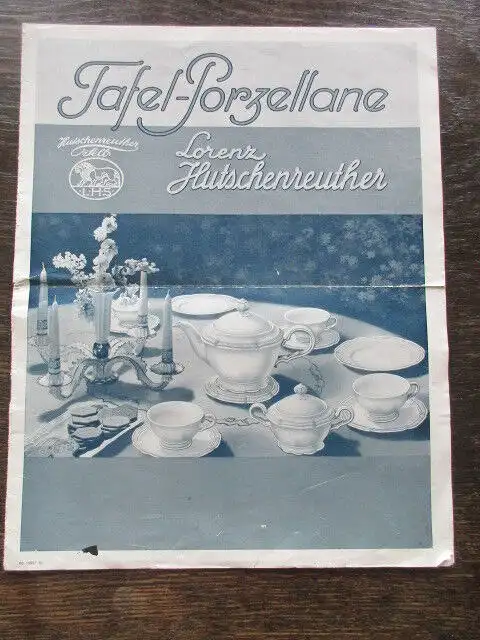 Tafel-Porzellane
Hutschenreuther
Selb
L.H.S
Lorenz
Hutschenreuther